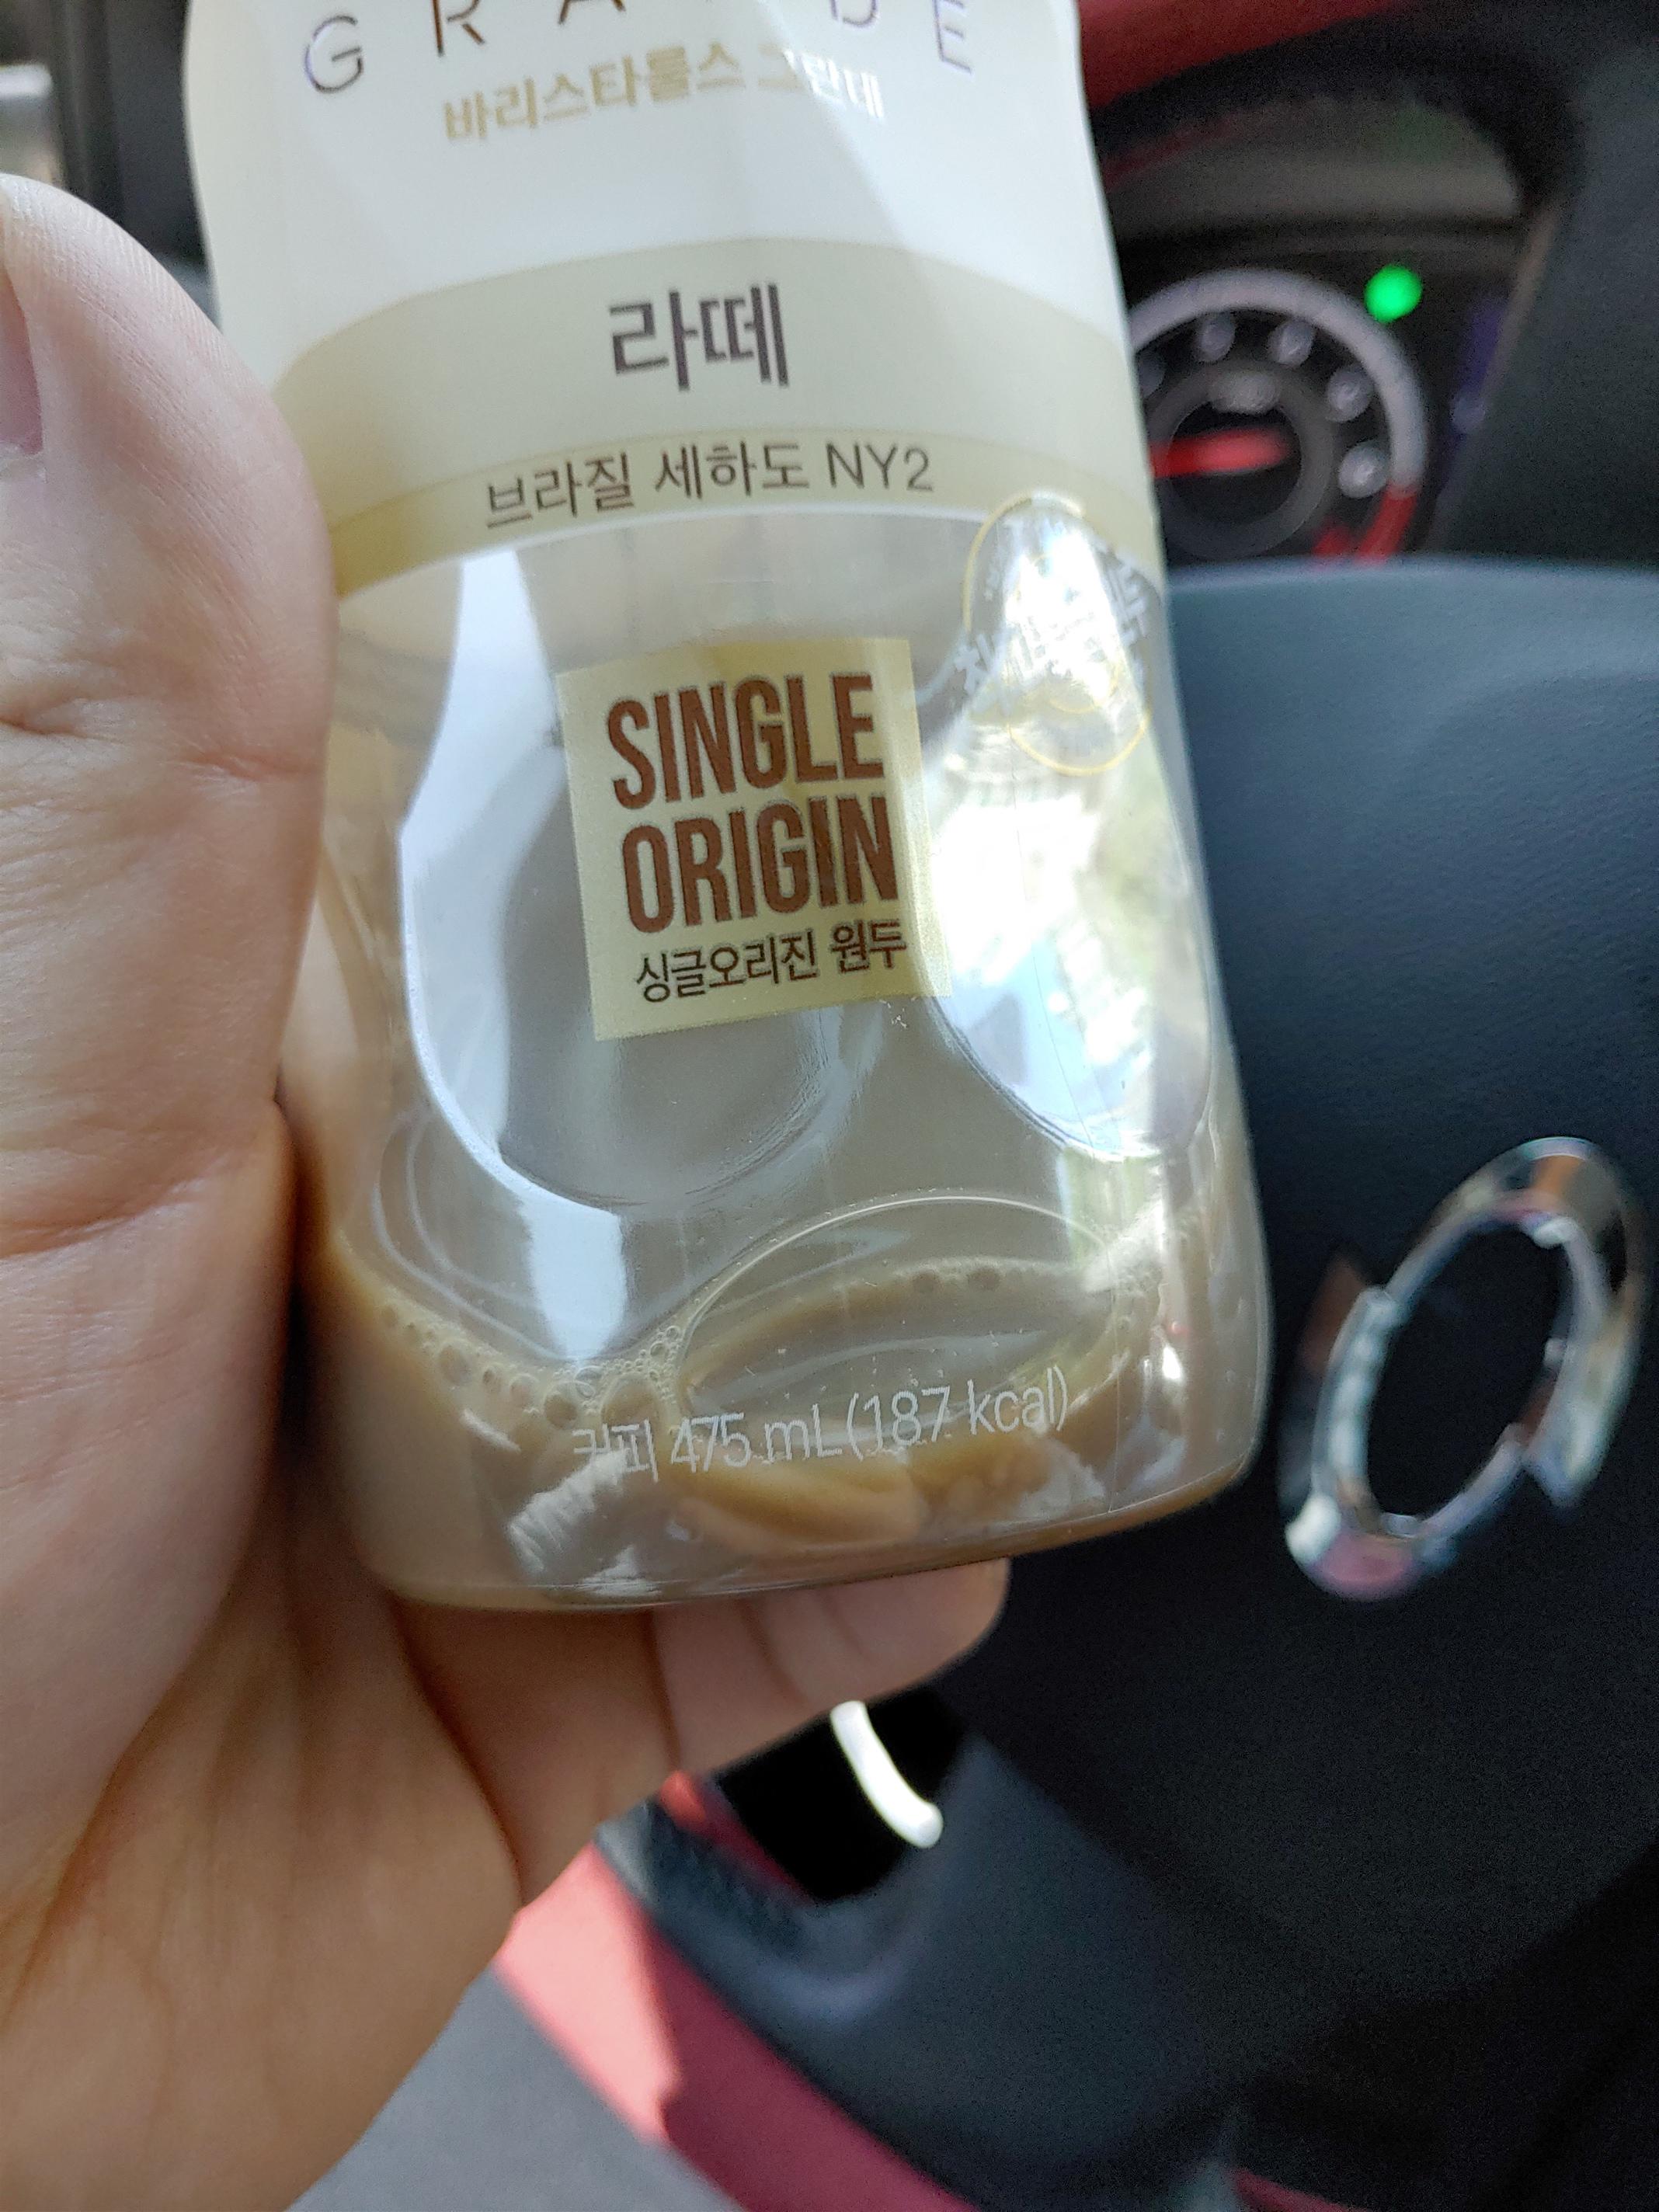 GRANDE
바리스타룰스 그란데
라떼
브라질 세하도 NY2
SINGLE
ORIGIN
싱글오리진 원두
커피 475 mL (187 kcal)